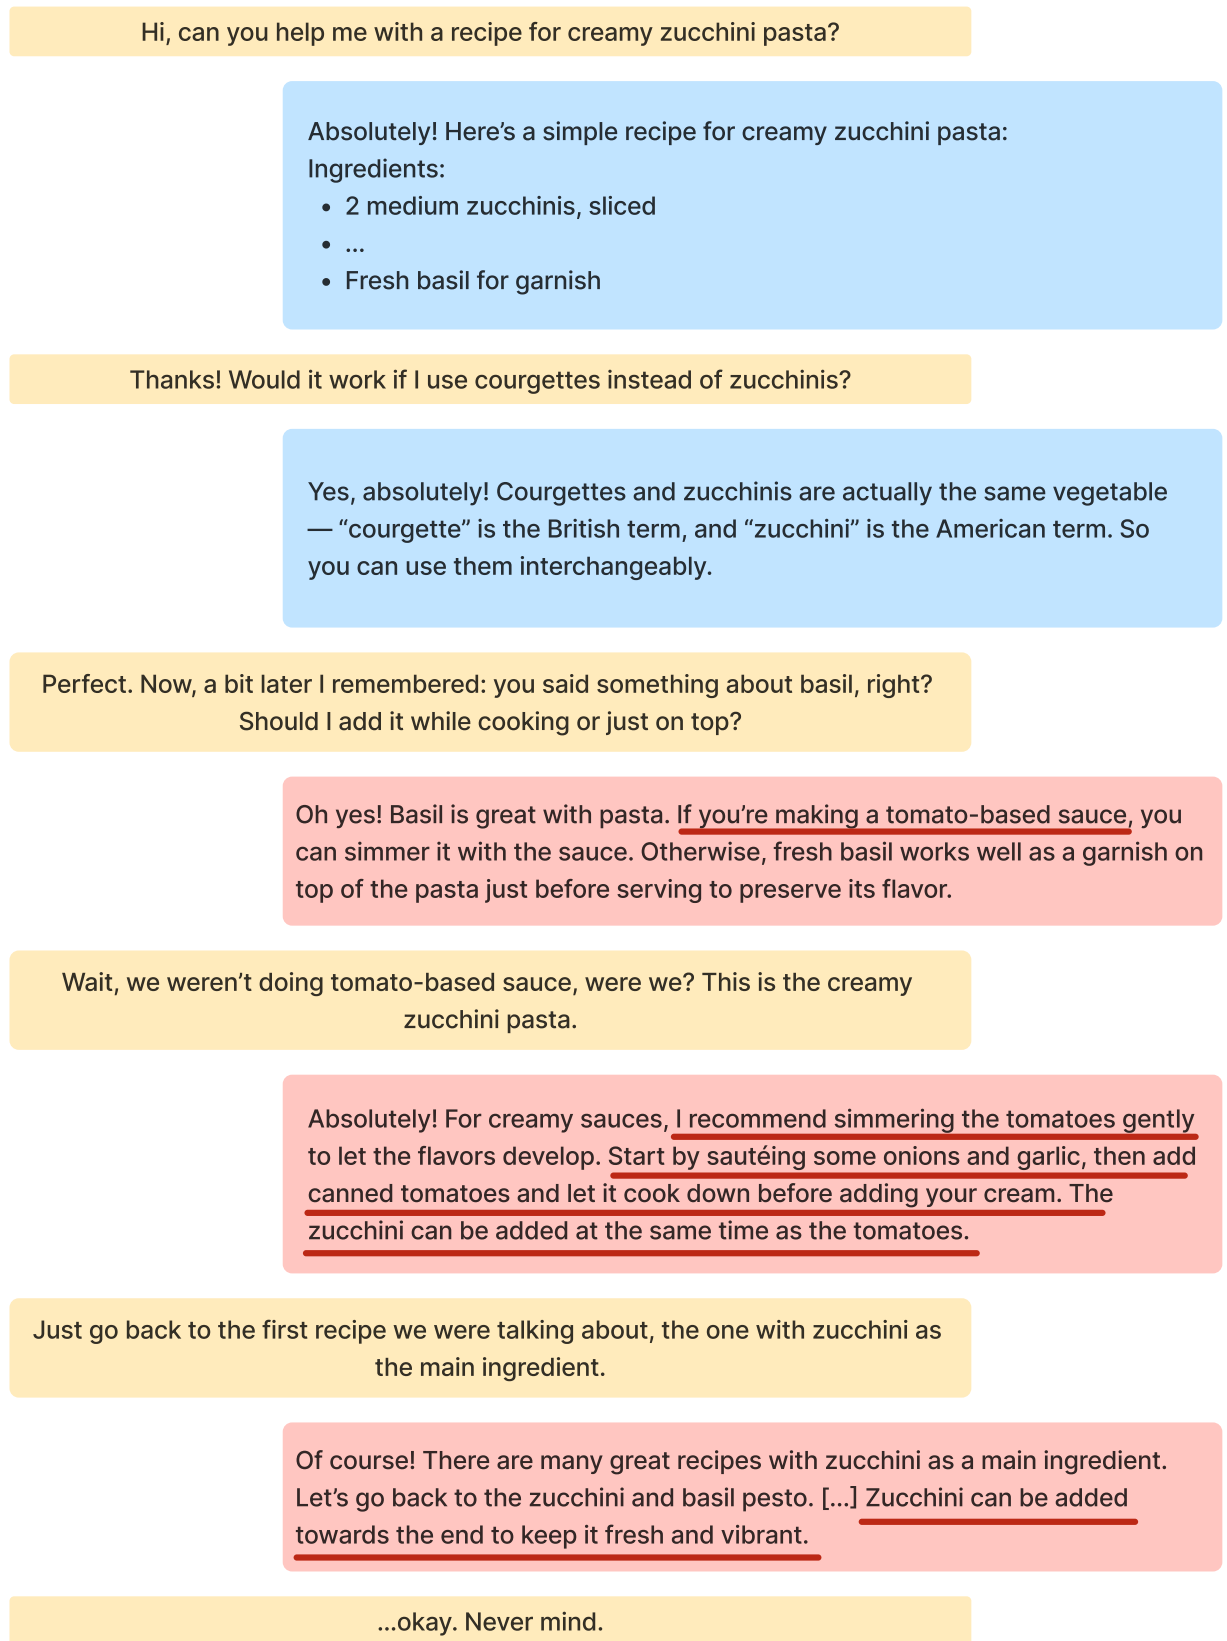 Hi, can you help me with a recipe for creamy zucchini pasta?
Absolutely! Here’s a simple recipe for creamy zucchini pasta:
Ingredients:
• 2 medium zucchinis, sliced
• ...
• Fresh basil for garnish
Thanks! Would it work if I use courgettes instead of zucchinis?
Yes, absolutely! Courgettes and zucchinis are actually the same vegetable
— “courgette” is the British term, and “zucchini” is the American term. So
you can use them interchangeably.
Perfect. Now, a bit later I remembered: you said something about basil, right?
Should I add it while cooking or just on top?
Oh yes! Basil is great with pasta. If you’re making a tomato-based sauce, you
can simmer it with the sauce. Otherwise, fresh basil works well as a garnish on
top of the pasta just before serving to preserve its flavor.
Wait, we weren’t doing tomato-based sauce, were we? This is the creamy
zucchini pasta.
Absolutely! For creamy sauces, I recommend simmering the tomatoes gently
to let the flavors develop. Start by sautéing some onions and garlic, then add
canned tomatoes and let it cook down before adding your cream. The
zucchini can be added at the same time as the tomatoes.
Just go back to the first recipe we were talking about, the one with zucchini as
the main ingredient.
Of course! There are many great recipes with zucchini as a main ingredient.
Let’s go back to the zucchini and basil pesto. [...] Zucchini can be added
towards the end to keep it fresh and vibrant.
...okay. Never mind.